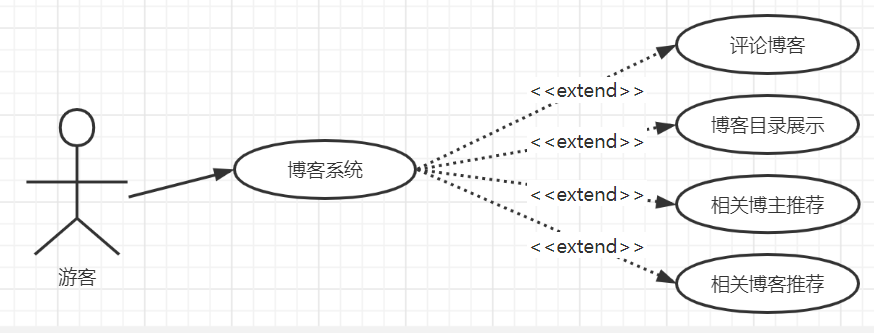 评论博客
<<extend>>
博客目录展示
<<extend>>
博客系统
<<extend>>
相关博主推荐
<<extend>>
游客
相关博客推荐